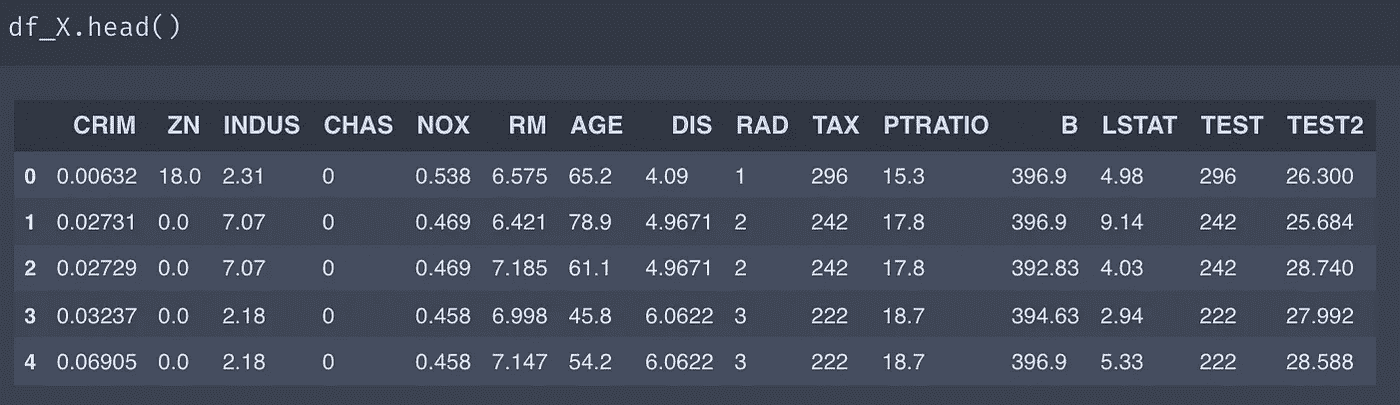 df_X.head()
CRIM ZN INDUS CHAS NOX RM AGE DIS RAD TAX PTRATIO B LSTAT TEST TEST2
0 0.00632 18.0 2.31 0 0.538 6.575 65.2 4.09 1 296 15.3 396.9 4.98 296 26.300
1 0.02731 0.0 7.07 0 0.469 6.421 78.9 4.9671 2 242 17.8 396.9 9.14 242 25.684
2 0.02729 0.0 7.07 0 0.469 7.185 61.1 4.9671 2 242 17.8 392.83 4.03 242 28.740
3 0.03237 0.0 2.18 0 0.458 6.998 45.8 6.0622 3 222 18.7 394.63 2.94 222 27.992
4 0.06905 0.0 2.18 0 0.458 7.147 54.2 6.0622 3 222 18.7 396.9 5.33 222 28.588